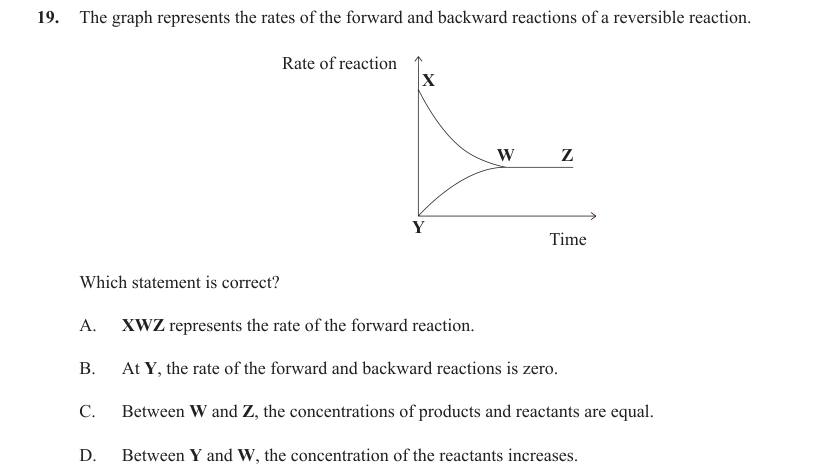 19. The graph represents the rates of the forward and backward reactions of a reversible reaction.
Rate of reaction
X
W Z
Y
Time
Which statement is correct?
A. XWZ represents the rate of the forward reaction.
B. At Y, the rate of the forward and backward reactions is zero.
C. Between W and Z, the concentrations of products and reactants are equal.
D. Between Y and W, the concentration of the reactants increases.